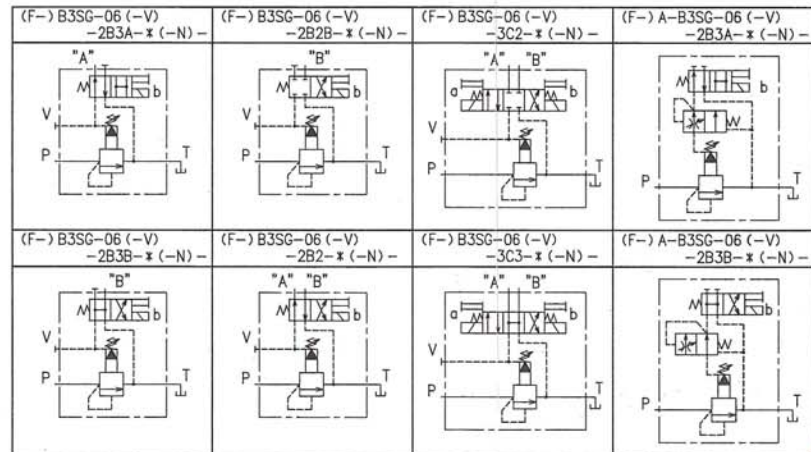 (F-) B3SG-06 (-V)
-2B3A-* (-N) -
"A"
b
V
P
T
(F-) B3SG-06 (-V)
-2B2B-* (-N) -
"B"
b
V
P
T
(F-) B3SG-06 (-V)
-3C2-* (-N) -
"A" "B"
a
b
V
P
T
(F-) A-B3SG-06 (-V)
-2B3A-* (-N) -
b
P
T
(F-) B3SG-06 (-V)
-2B3B-* (-N) -
"B"
b
V
P
T
(F-) B3SG-06 (-V)
-2B2-* (-N) -
"A" "B"
b
V
P
T
(F-) B3SG-06 (-V)
-3C3-* (-N) -
"A" "B"
a
b
V
P
T
(F-) A-B3SG-06 (-V)
-2B3B-* (-N) -
b
P
T